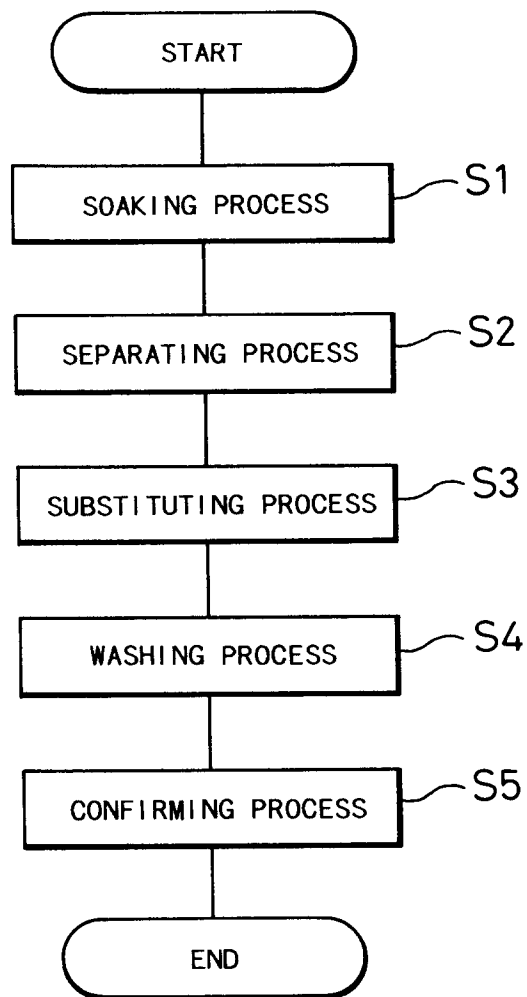 START
SOAKING PROCESS
S1
SEPARATING PROCESS
S2
SUBSTITUTING PROCESS
S3
WASHING PROCESS
S4
CONFIRMING PROCESS
S5
END